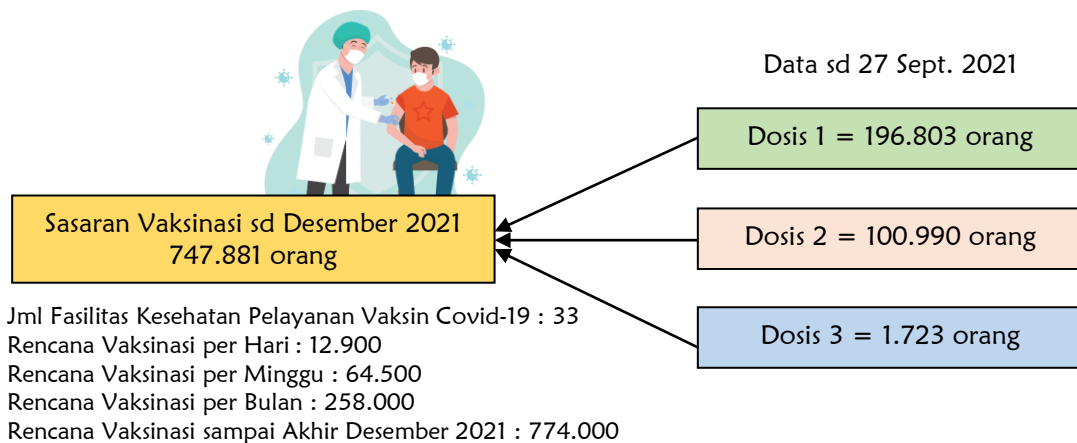 Data sd 27 Sept. 2021
Dosis 1 = 196.803 orang
Sasaran Vaksinasi sd Desember 2021
747.881 orang
Dosis 2 = 100.990 orang
Dosis 3 = 1.723 orang
Jml Fasilitas Kesehatan Pelayanan Vaksin Covid-19 : 33
Rencana Vaksinasi per Hari : 12.900
Rencana Vaksinasi per Minggu : 64.500
Rencana Vaksinasi per Bulan : 258.000
Rencana Vaksinasi sampai Akhir Desember 2021 : 774.000